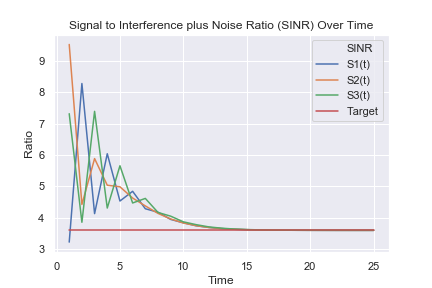 Signal to Interference plus Noise Ratio (SINR) Over Time
SINR
S1(t)
S2(t)
S3(t)
Target
Ratio
9
8
7
6
5
4
3
0
5
10
15
20
25
Time